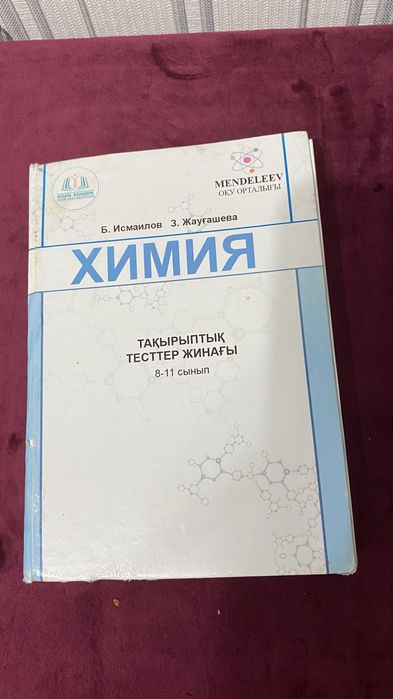 MENDELEEV
ОҚУ ОРТАЛЫҒЫ
Б. Исмаилов З. Жауғашева
ХИМИЯ
ТАҚЫРЫПТЫҚ
ТЕСТТЕР ЖИНАҒЫ
8-11 сынып